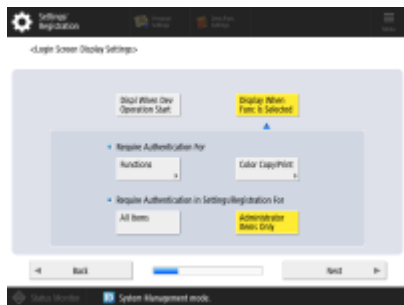 Settings/
Registration
Menu
<Login Screen Display Settings>
Displ When Dev
Operation Start
Display When
Func Is Selected
Require Authentication For
Functions
Color Copy/Print
Require Authentication in Settings/Registration For
All Items
Administrator
Items Only
Back
Next
Status Monitor
System Management mode.